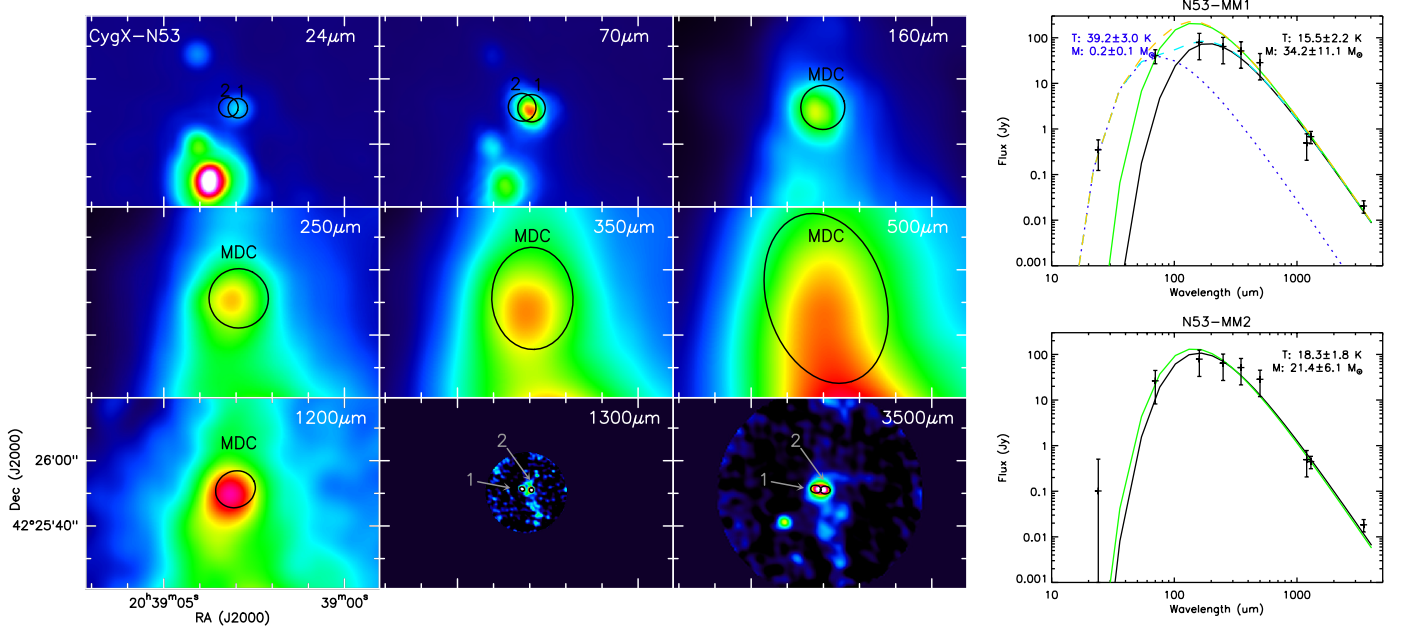 CygX-N53
24μm
2 1
70μm
2 1
160μm
MDC
250μm
MDC
350μm
MDC
500μm
MDC
1200μm
MDC
1300μm
2
1
3500μm
2
1
Dec (J2000)
26'00"
42°25'40"
20ʰ39ᵐ05ˢ
39ᵐ00ˢ
RA (J2000)
N53-MM1
T: 39.2±3.0 K
M: 0.2±0.1 M⊙
T: 15.5±2.2 K
M: 34.2±11.1 M⊙
Flux (Jy)
100
10
1
0.1
0.01
0.001
10
100
1000
Wavelength (um)
N53-MM2
T: 18.3±1.8 K
M: 21.4±6.1 M⊙
Flux (Jy)
100
10
1
0.1
0.01
0.001
10
100
1000
Wavelength (um)